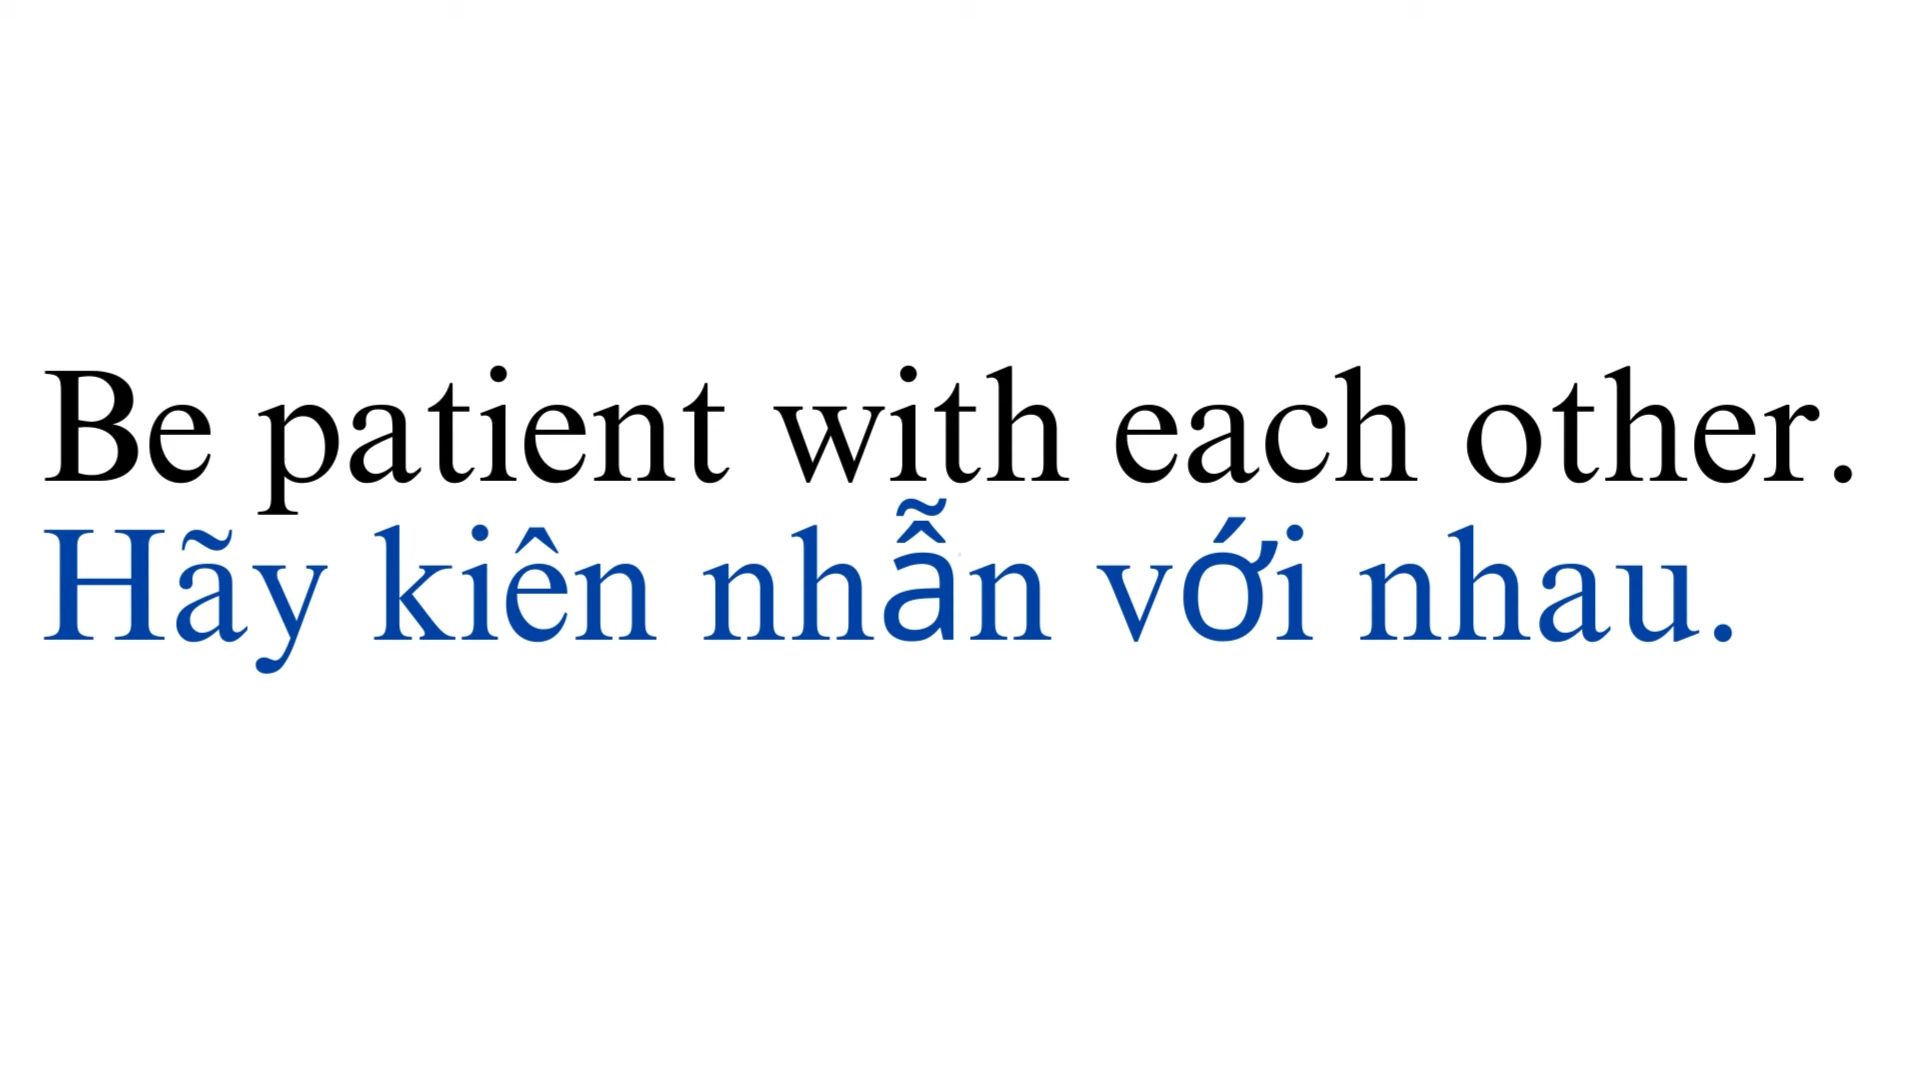 Be patient with each other.
Hãy kiên nhẫn với nhau.